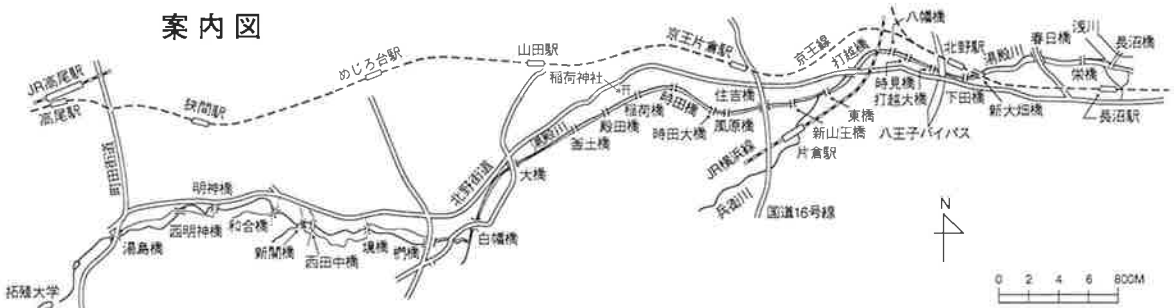 案内図
JR高尾駅
高尾駅
狭間駅
めじろ台駅
山田駅
京王片倉駅
京王線
打越橋
八幡橋
北野駅
湯殿川
春日橋
浅川
長沼橋
稲荷神社
住吉橋
時見橋
打越大橋
下田橋
新大畑橋
栄橋
長沼駅
八王子バイパス
東橋
新山王橋
片倉駅
JR横浜線
兵衛川
国道16号線
風原橋
時田大橋
時田橋
稲荷橋
殿田橋
釜土橋
湯殿川
大橋
北野街道
白幡橋
町田街道
明神橋
湯島橋
西明神橋
和合橋
新関橋
西田中橋
境橋
拓殖大学
N
0 2 4 6 800M